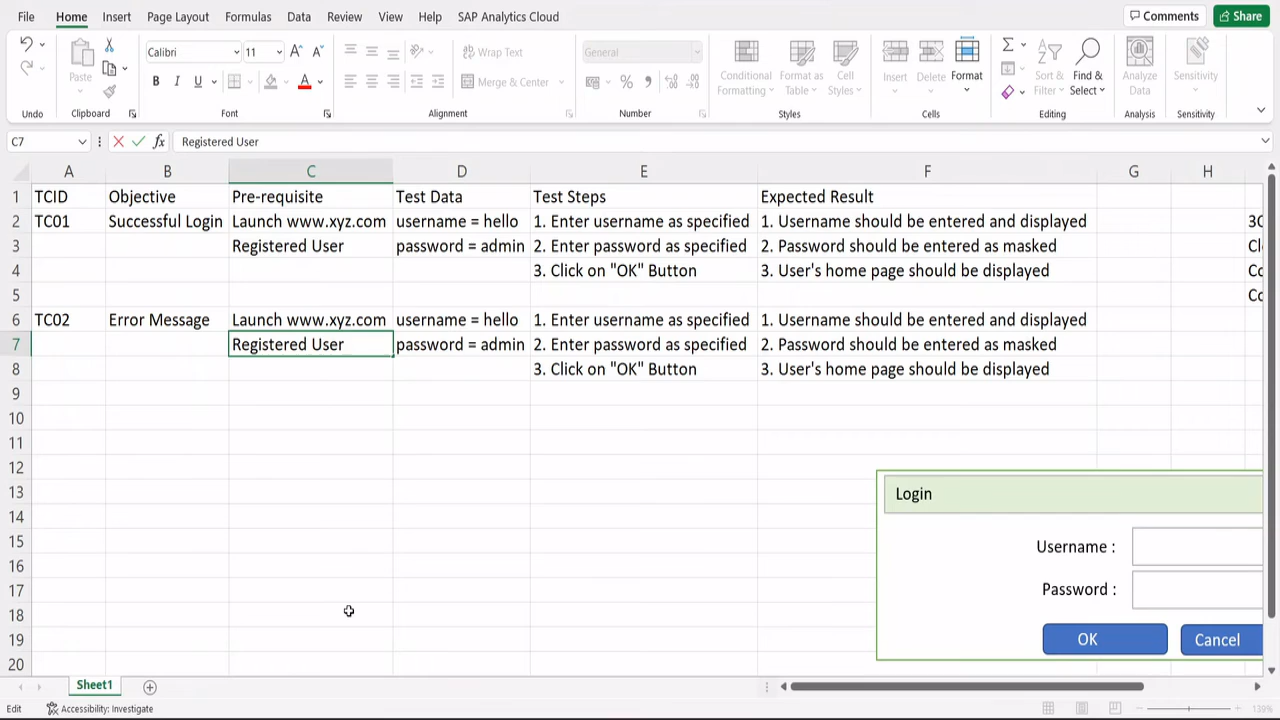 File Home Insert Page Layout Formulas Data Review View Help SAP Analytics Cloud Comments Share
Calibri 11 A A Wrap Text General
Paste B I U A Merge & Center % Conditional Formatting Format as Table Cell Styles Insert Delete Format Sort & Filter Find & Select Analyze Data Sensitivity
Undo Clipboard Font Alignment Number Styles Cells Editing Analysis Sensitivity
C7 fx Registered User
A B C D E F G H
1 TCID Objective Pre-requisite Test Data Test Steps Expected Result
2 TC01 Successful Login Launch www.xyz.com username = hello 1. Enter username as specified 1. Username should be entered and displayed
3 Registered User password = admin 2. Enter password as specified 2. Password should be entered as masked
4 3. Click on "OK" Button 3. User's home page should be displayed
5
6 TC02 Error Message Launch www.xyz.com username = hello 1. Enter username as specified 1. Username should be entered and displayed
7 Registered User password = admin 2. Enter password as specified 2. Password should be entered as masked
8 3. Click on "OK" Button 3. User's home page should be displayed
9
10
11
12
13 Login
14
15 Username :
16
17 Password :
18
19 OK Cancel
20
Sheet1
Edit Accessibility: Investigate 139%